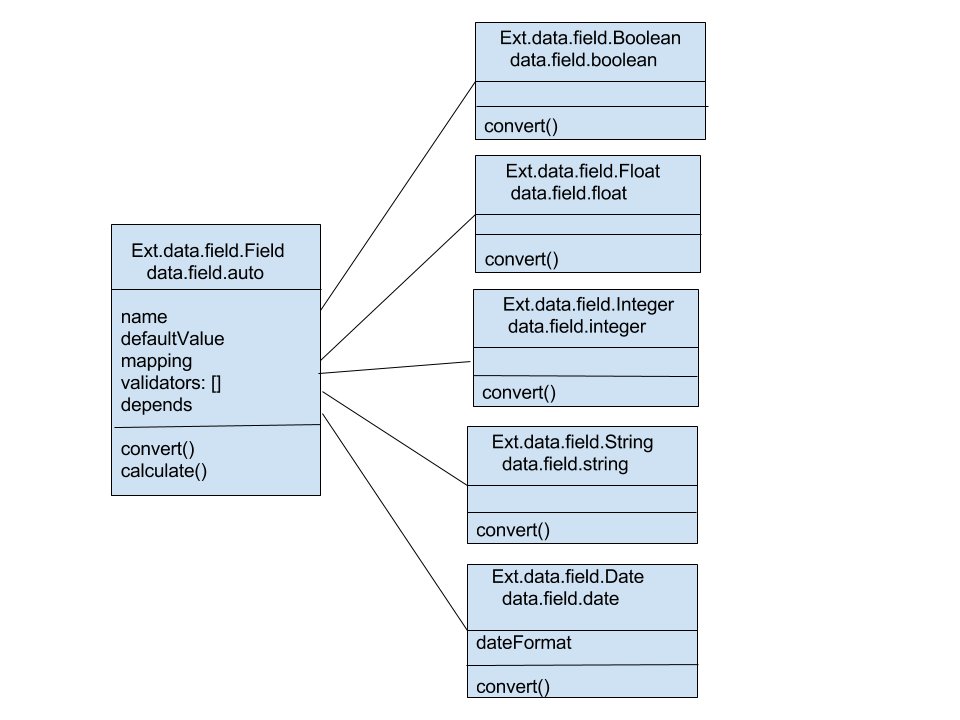 Ext.data.field.Field
data.field.auto
name
defaultValue
mapping
validators: []
depends
convert()
calculate()
Ext.data.field.Boolean
data.field.boolean
convert()
Ext.data.field.Float
data.field.float
convert()
Ext.data.field.Integer
data.field.integer
convert()
Ext.data.field.String
data.field.string
convert()
Ext.data.field.Date
data.field.date
dateFormat
convert()